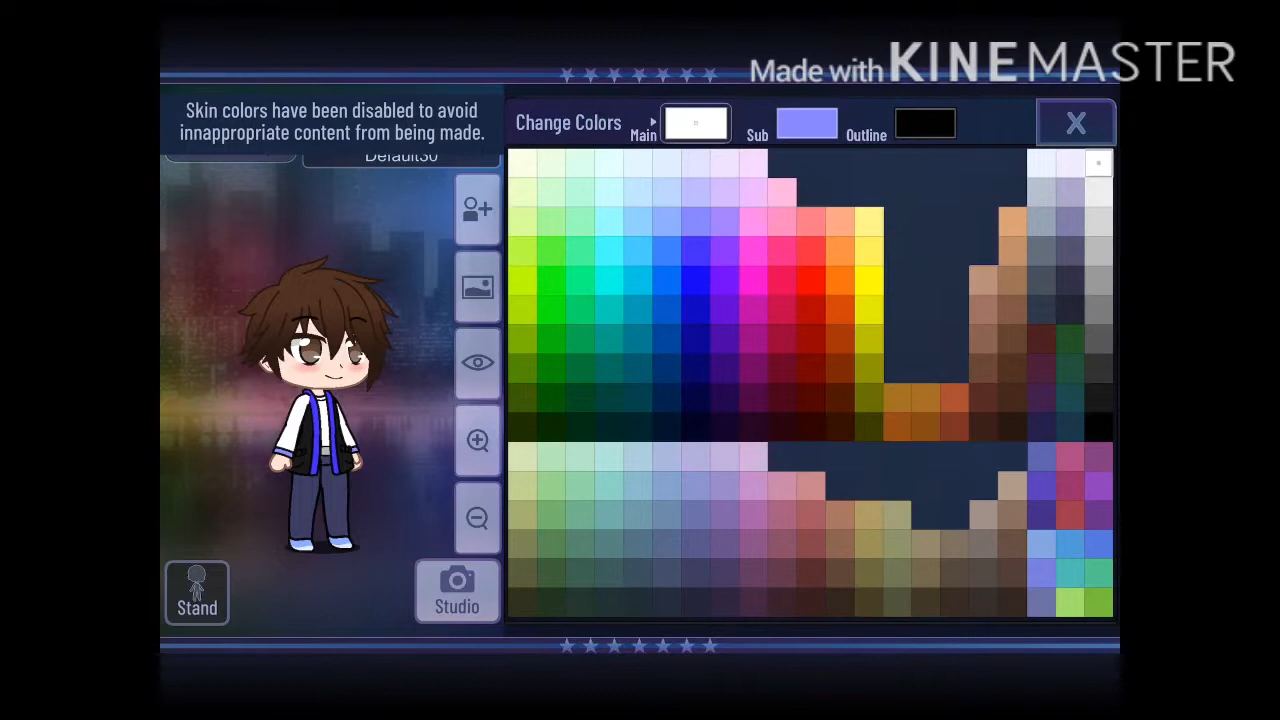 Made with KINEMASTER
Skin colors have been disabled to avoid
innappropriate content from being made.
Default30
Change Colors
Main
Sub
Outline
X
Stand
Studio